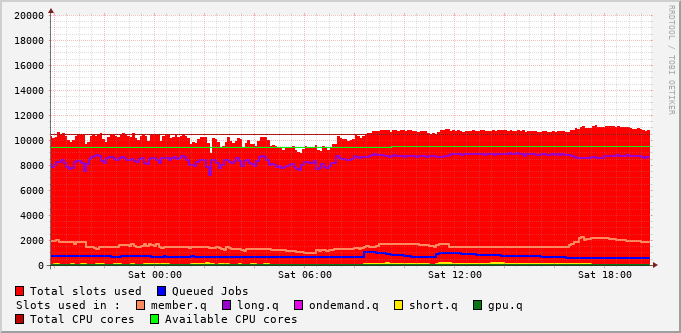 20000
18000
16000
14000
12000
10000
8000
6000
4000
2000
0
Sat 00:00 Sat 06:00 Sat 12:00 Sat 18:00
Total slots used Queued Jobs
Slots used in : member.q long.q ondemand.q short.q gpu.q
Total CPU cores Available CPU cores
RRDTOOL / TOBI OETIKER